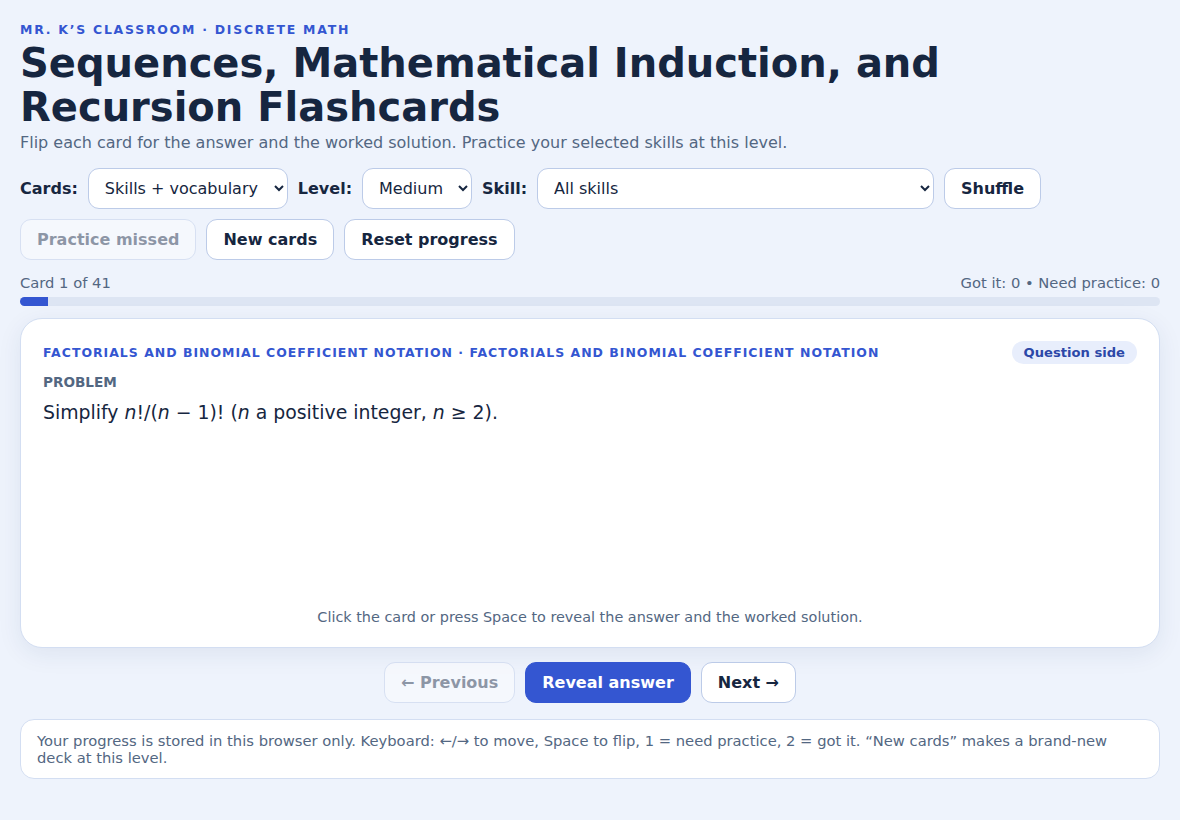 MR. K’S CLASSROOM · DISCRETE MATH
Sequences, Mathematical Induction, and
Recursion Flashcards
Flip each card for the answer and the worked solution. Practice your selected skills at this level.
Cards: Skills + vocabulary Level: Medium Skill: All skills Shuffle
Practice missed New cards Reset progress
Card 1 of 41 Got it: 0 • Need practice: 0
FACTORIALS AND BINOMIAL COEFFICIENT NOTATION · FACTORIALS AND BINOMIAL COEFFICIENT NOTATION Question side
PROBLEM
Simplify n!/(n − 1)! (n a positive integer, n ≥ 2).
Click the card or press Space to reveal the answer and the worked solution.
← Previous Reveal answer Next →
Your progress is stored in this browser only. Keyboard: ←/→ to move, Space to flip, 1 = need practice, 2 = got it. “New cards” makes a brand-new
deck at this level.